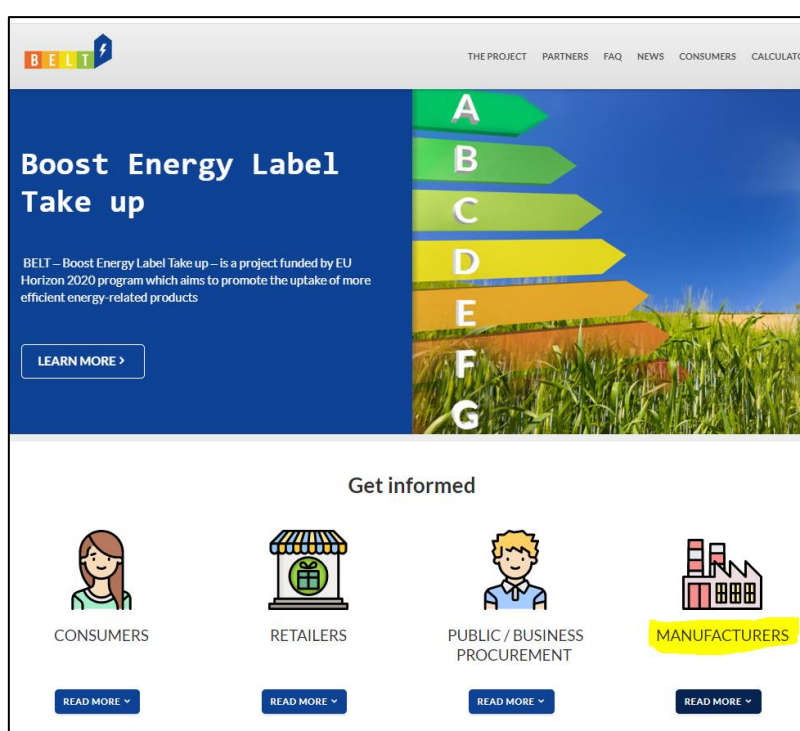 BELT
THE PROJECT PARTNERS FAQ NEWS CONSUMERS CALCULATO
Boost Energy Label
Take up
BELT – Boost Energy Label Take up – is a project funded by EU
Horizon 2020 program which aims to promote the uptake of more
efficient energy-related products
LEARN MORE >
A
B
C
D
E
F
G
Get informed
CONSUMERS
RETAILERS
PUBLIC / BUSINESS
PROCUREMENT
MANUFACTURERS
READ MORE
READ MORE
READ MORE
READ MORE